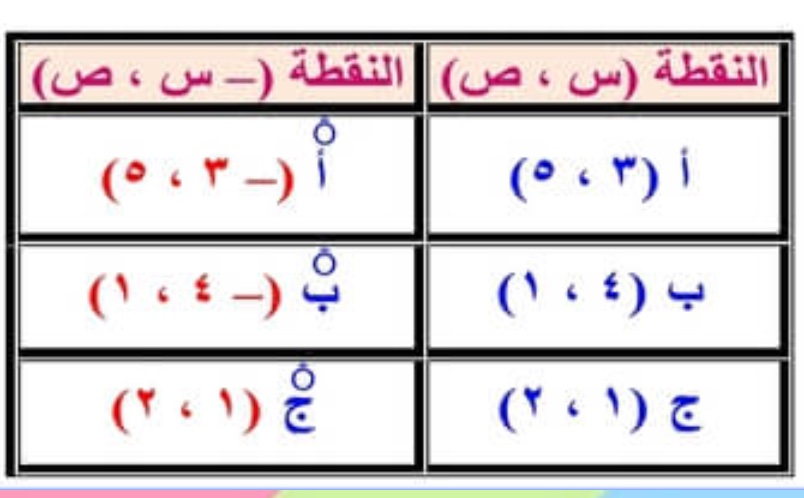 النقطة (س ، ص) النقطة (– س ، ص)
أ (٣ ، ٥) أْ (– ٣ ، ٥)
ب (٤ ، ١) بْ (– ٤ ، ١)
ج (١ ، ٢) جْ (١ ، ٢)